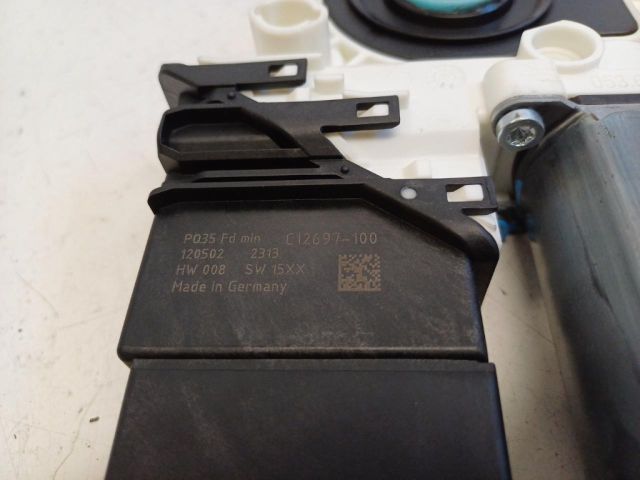 PQ35 Fd min C12697-100
120502 2313
HW 008 SW 15XX
Made in Germany